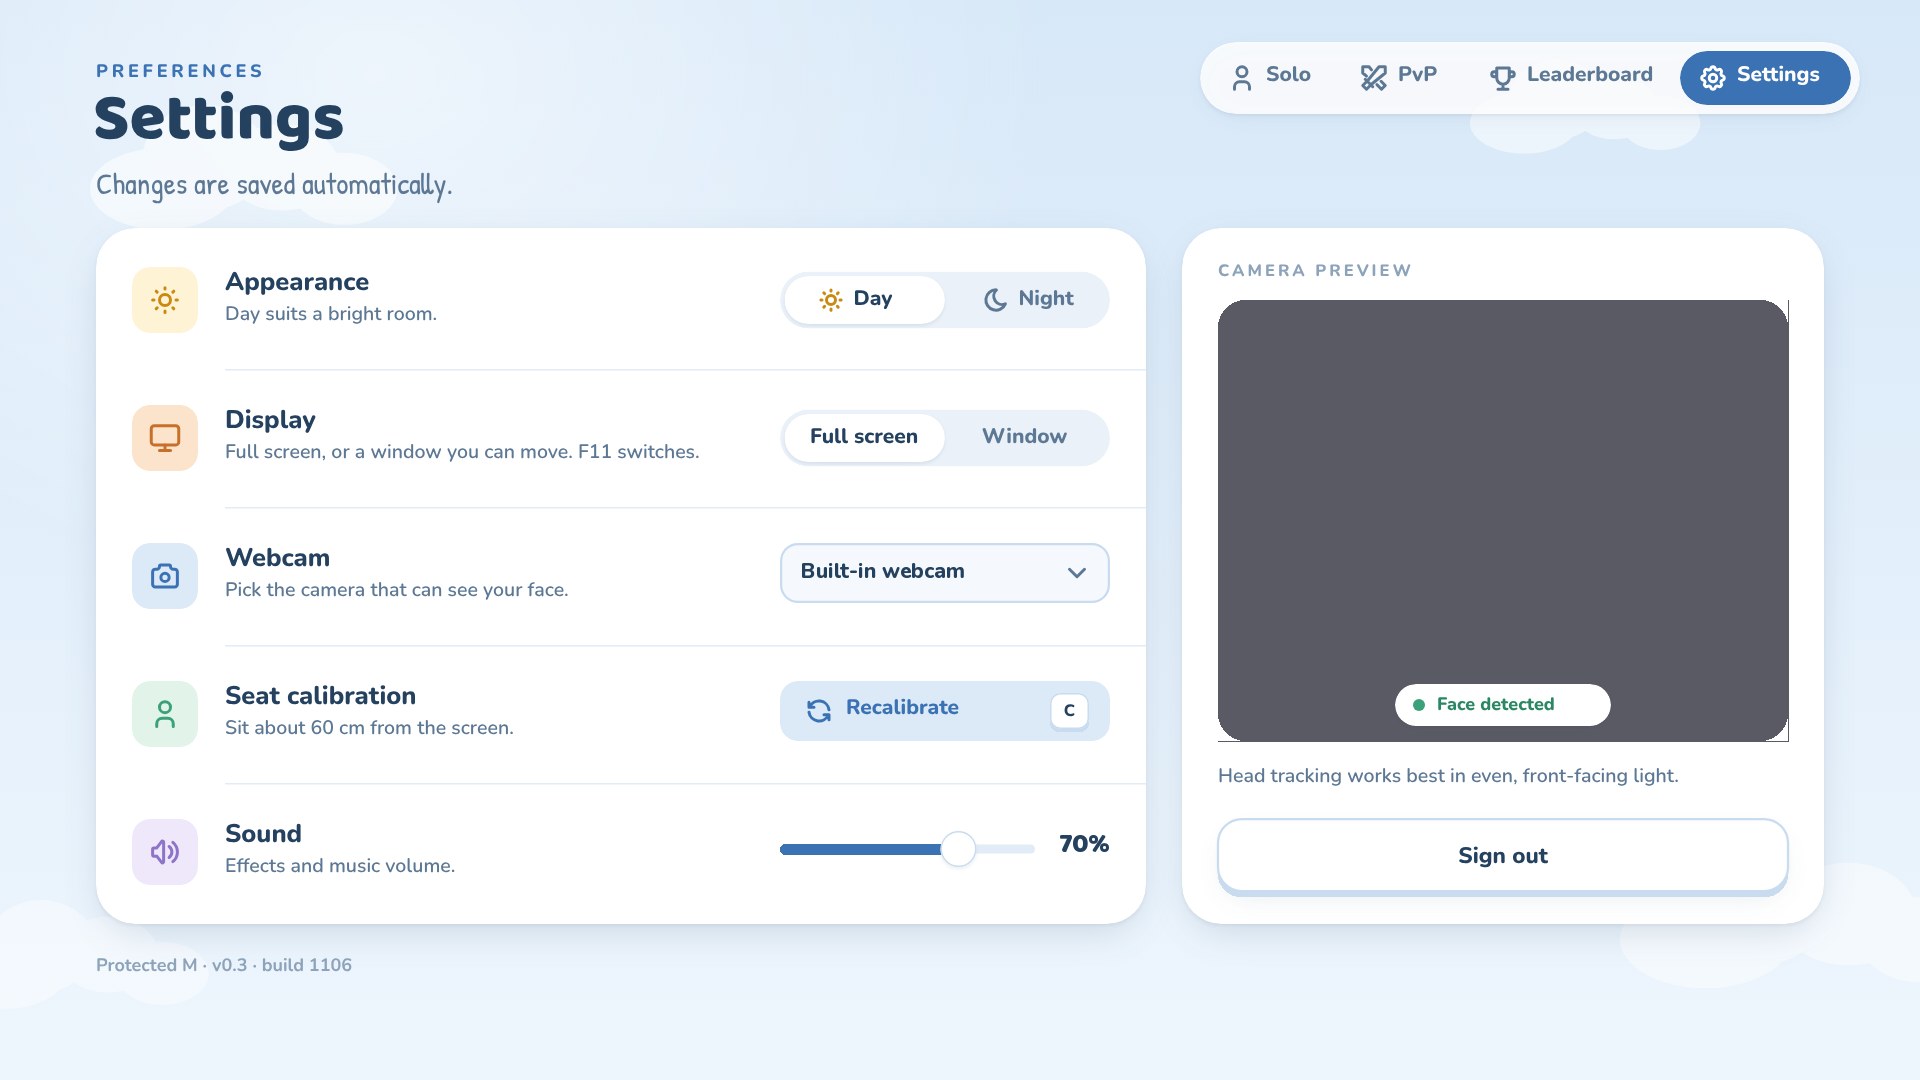 PREFERENCES
Settings
Changes are saved automatically.
Solo
PvP
Leaderboard
Settings
Appearance
Day suits a bright room.
Day
Night
Display
Full screen, or a window you can move. F11 switches.
Full screen
Window
Webcam
Pick the camera that can see your face.
Built-in webcam
Seat calibration
Sit about 60 cm from the screen.
Recalibrate
C
Sound
Effects and music volume.
70%
CAMERA PREVIEW
Face detected
Head tracking works best in even, front-facing light.
Sign out
Protected M · v0.3 · build 1106